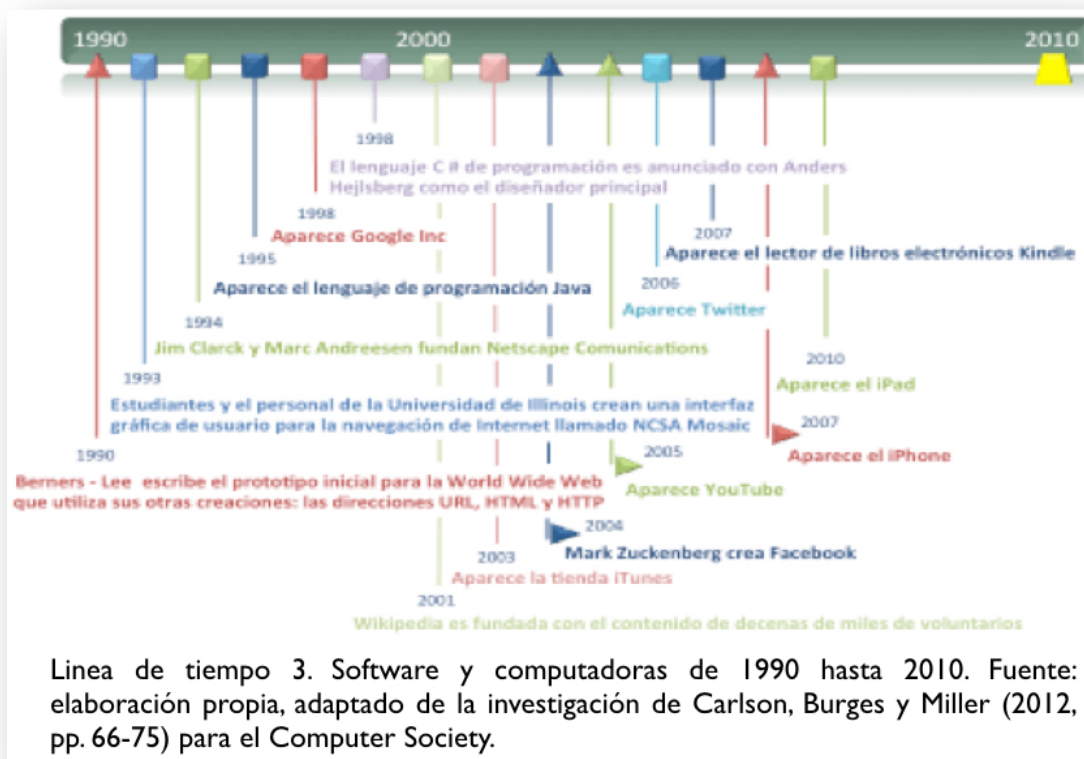 1990 2000 2010
1998
El lenguaje C # de programación es anunciado con Anders
Hejlsberg como el diseñador principal
1998
Aparece Google Inc
2007
Aparece el lector de libros electrónicos Kindle
1995
Aparece el lenguaje de programación Java
2006
Aparece Twitter
1994
Jim Clarck y Marc Andreesen fundan Netscape Comunications
2010
Aparece el iPad
1993
Estudiantes y el personal de la Universidad de Illinois crean una interfaz
gráfica de usuario para la navegación de Internet llamado NCSA Mosaic
2007
Aparece el iPhone
1990
Berners - Lee escribe el prototipo inicial para la World Wide Web
que utiliza sus otras creaciones: las direcciones URL, HTML y HTTP
2005
Aparece YouTube
2004
Mark Zuckenberg crea Facebook
2003
Aparece la tienda iTunes
2001
Wikipedia es fundada con el contenido de decenas de miles de voluntarios
Linea de tiempo 3. Software y computadoras de 1990 hasta 2010. Fuente:
elaboración propia, adaptado de la investigación de Carlson, Burges y Miller (2012,
pp. 66-75) para el Computer Society.